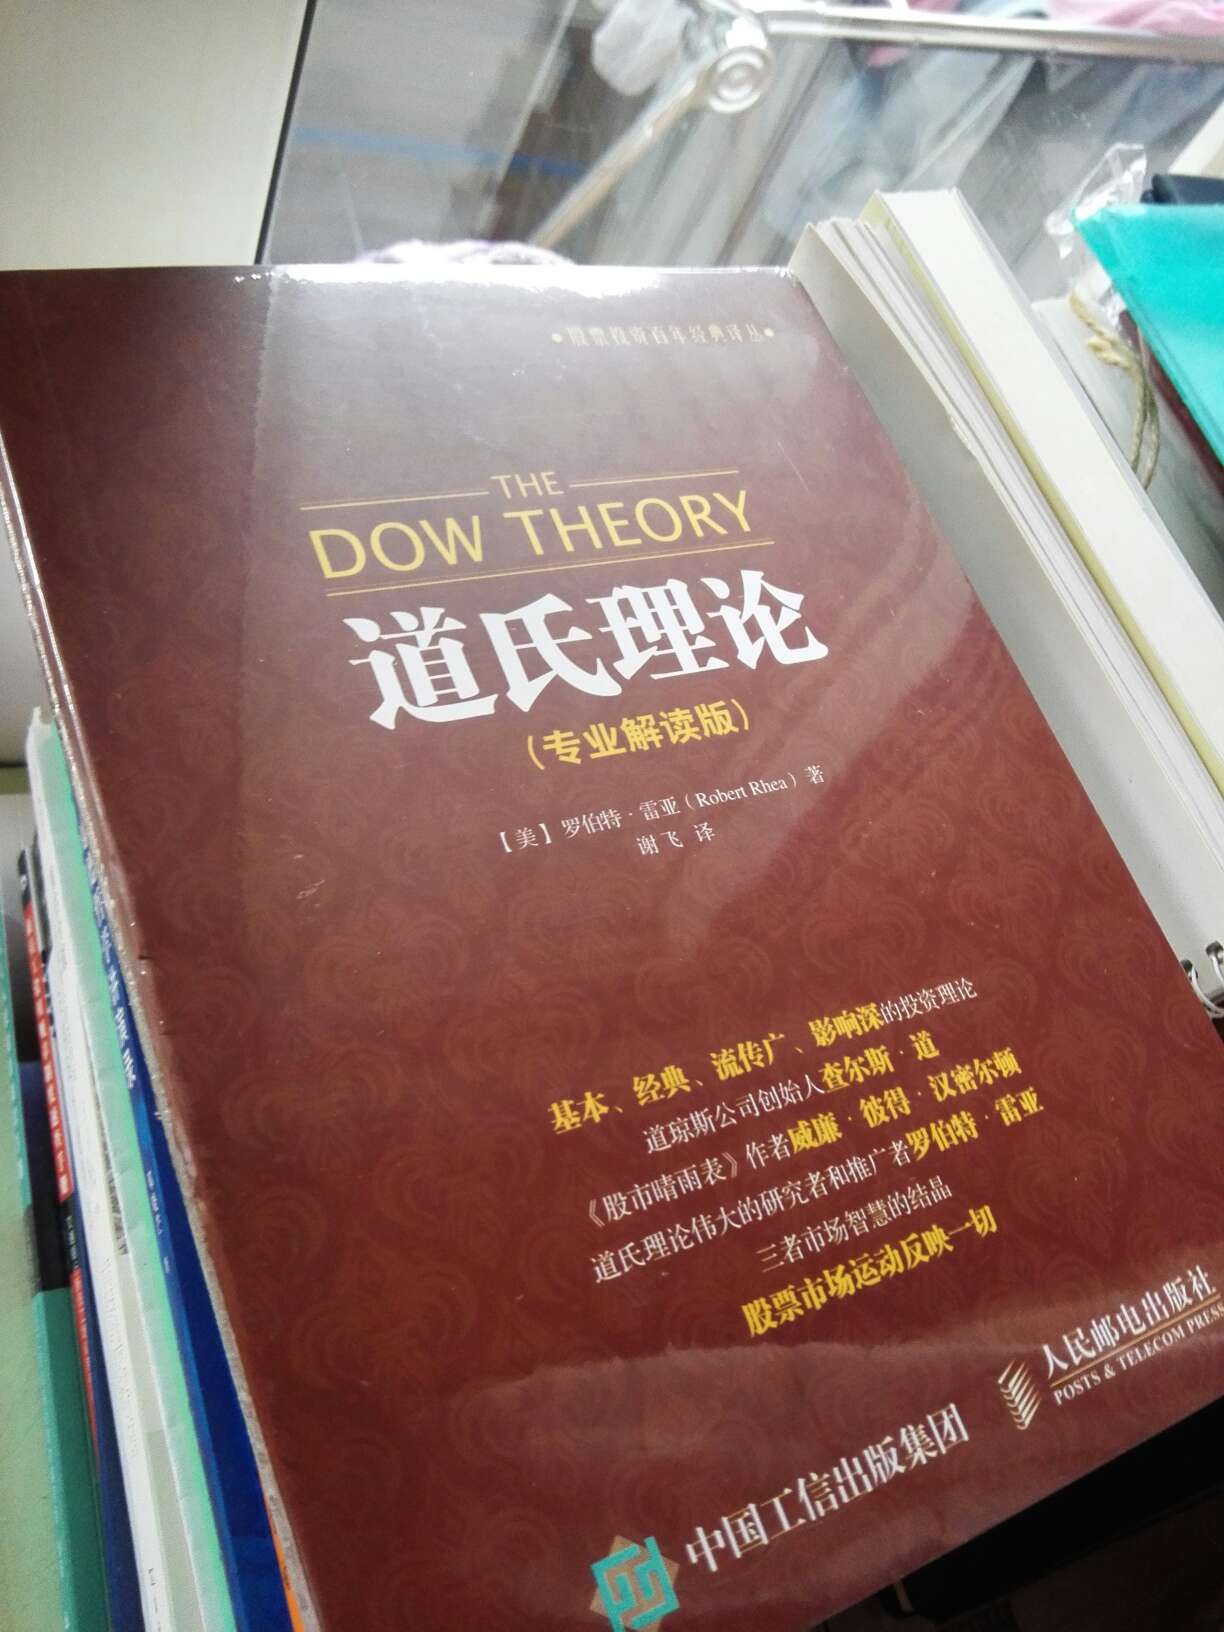 •股票投资百年经典译丛•
THE
DOW THEORY
道氏理论
（专业解读版）
【美】罗伯特·雷亚（Robert Rhea）著
谢飞 译
基本、经典、流传广、影响深的投资理论
道琼斯公司创始人查尔斯·道
《股市晴雨表》作者威廉·彼得·汉密尔顿
道氏理论伟大的研究者和推广者罗伯特·雷亚
三者市场智慧的结晶
股票市场运动反映一切
中国工信出版集团
人民邮电出版社
POSTS & TELECOM PRESS